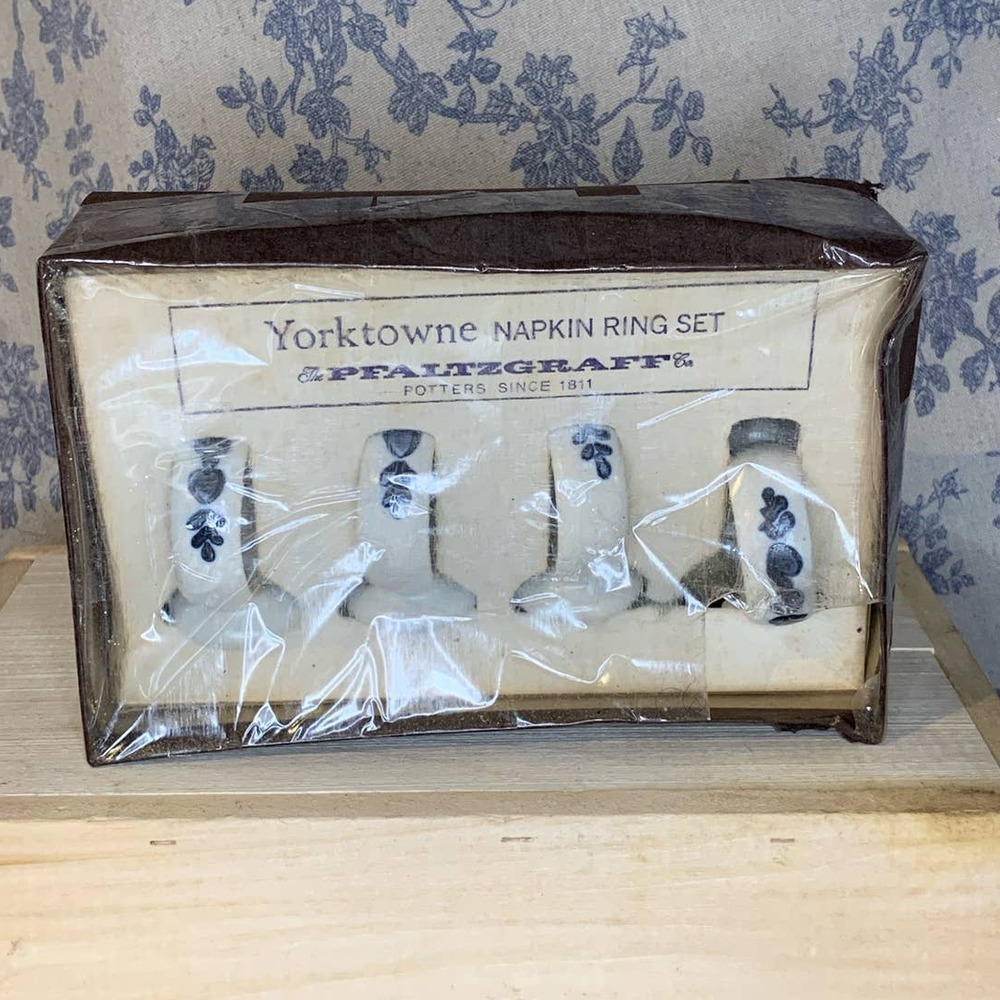 Yorktowne NAPKIN RING SET
The PFALTZGRAFF Co.
POTTERS SINCE 1811